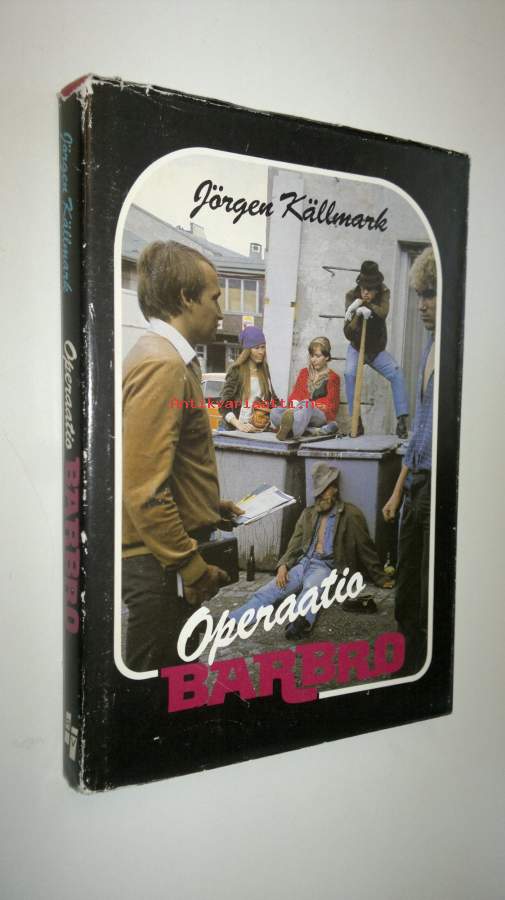 Jörgen Källmark
Operaatio
BARBRO
Jörgen Källmark
Operaatio
BARBRO
Antikvariaatti.net